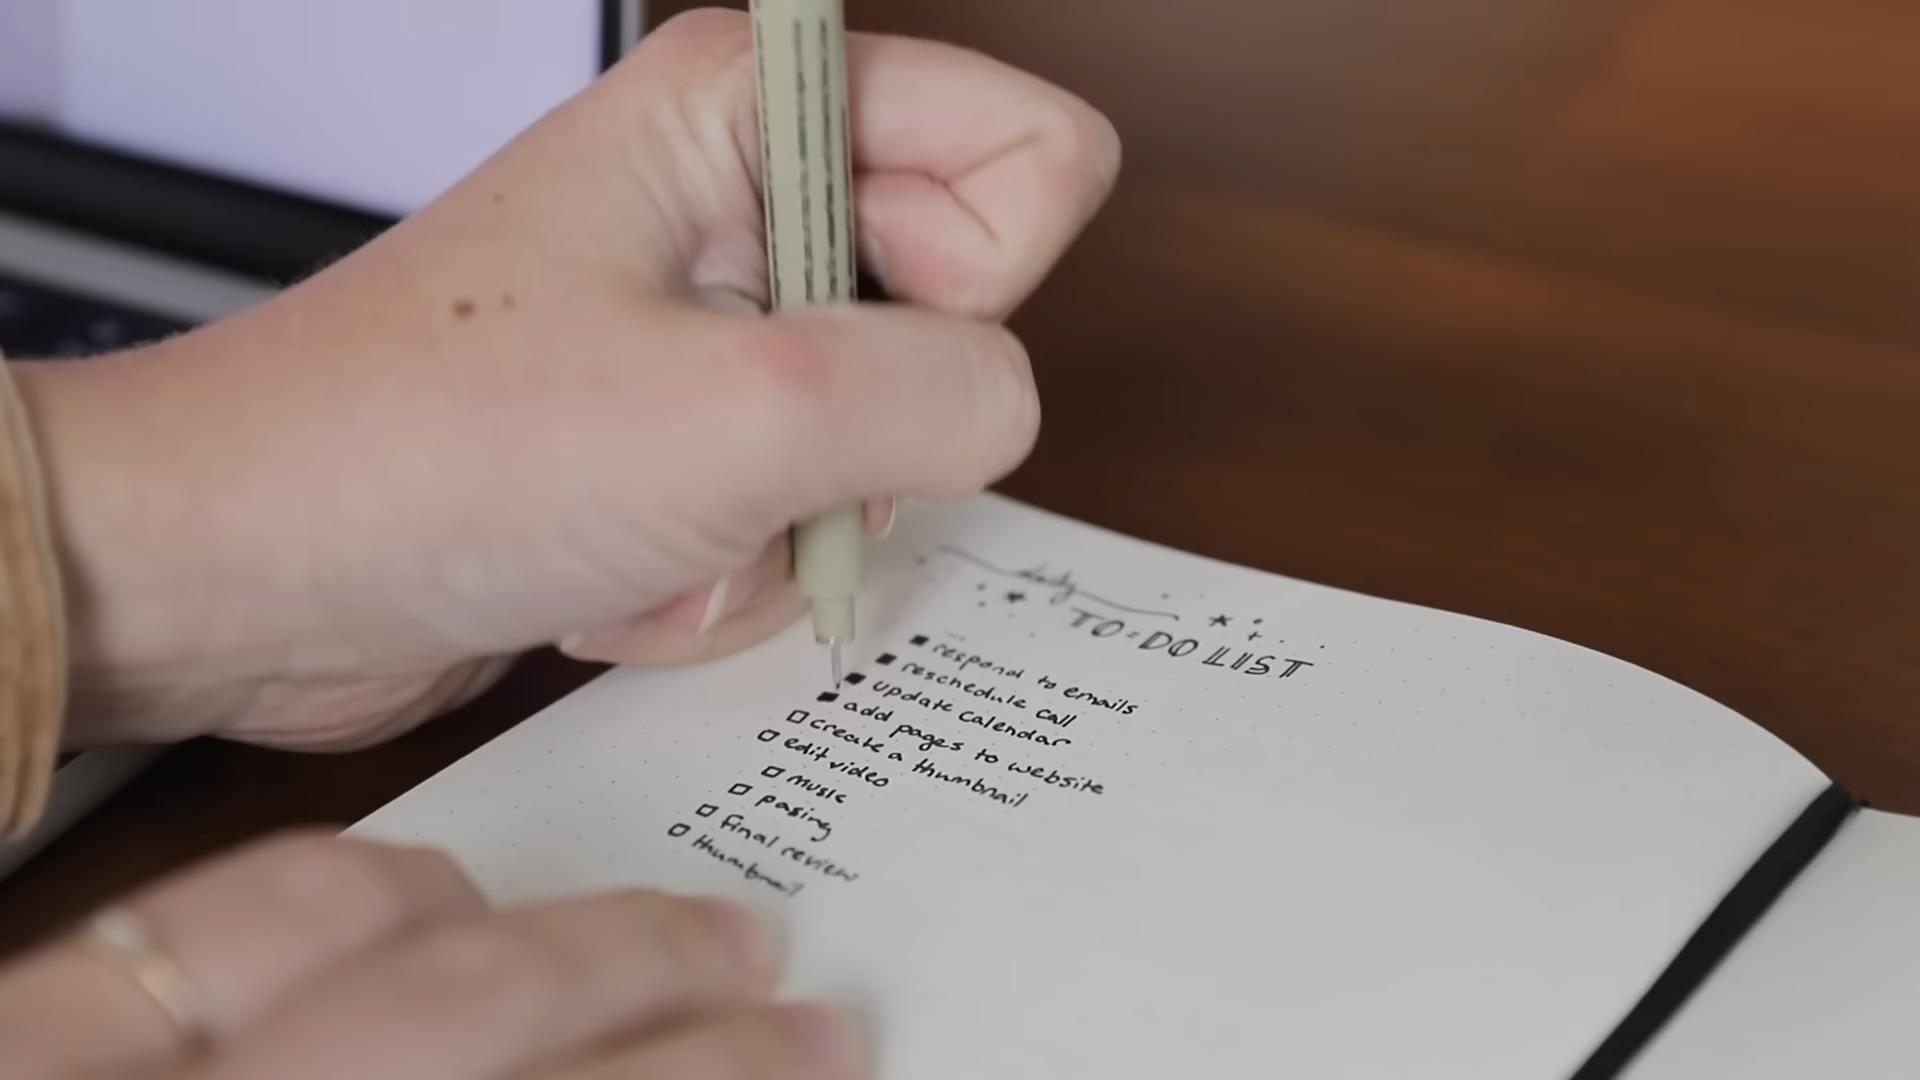 daily
TO-DO LIST
respond to emails
reschedule call
update calendar
add pages to website
create a thumbnail
edit video
music
pasing
final review
thumbnail